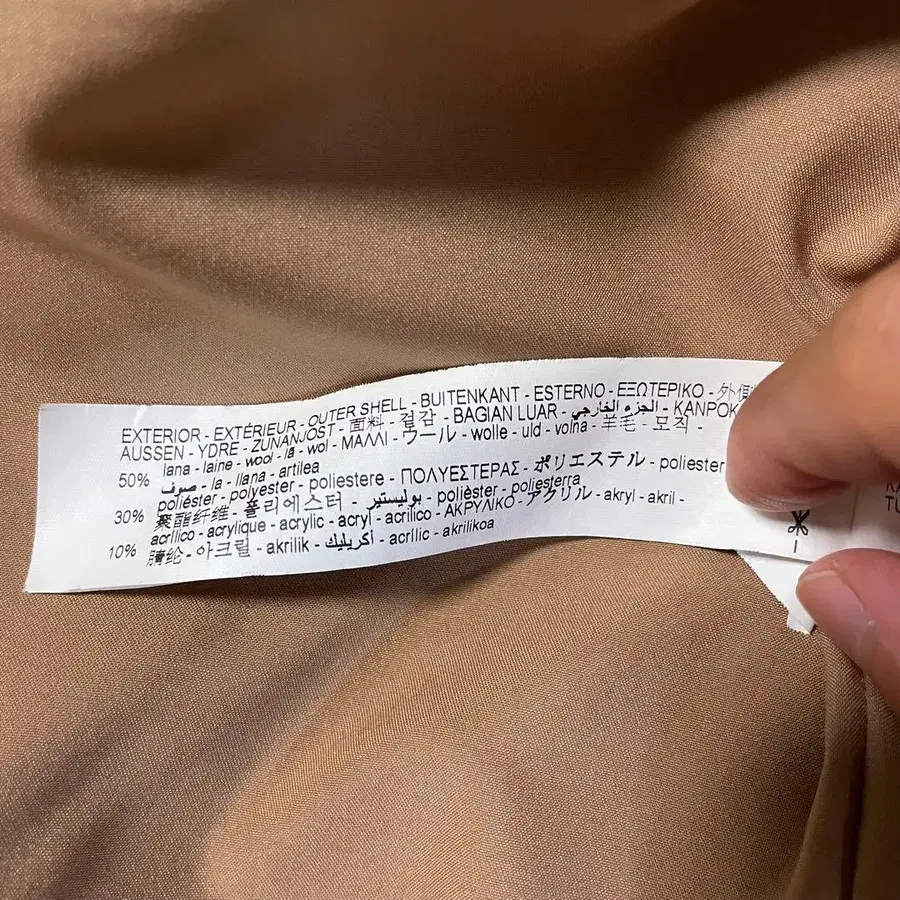 EXTERIOR - EXTÉRIEUR - OUTER SHELL - BUITENKANT - ESTERNO - ΕΞΩΤΕΡΙΚΟ - 外側
AUSSEN - YDRE - ZUNANJOST - 面料 - 겉감 - BAGIAN LUAR - الجزء الخارجي - KANPOK
50% lana - laine - wool - lã - wol - ΜΑΛΛΙ - ウール - wolle - uld - volna - 羊毛 - 모직 -
صوف - la - llana - artilea
30% poliéster - polyester - poliestere - ΠΟΛΥΕΣΤΕΡΑΣ - ポリエステル - poliester
聚酯纤维 - 폴리에스터 - بوليستير - polièster - poliesterra
10% acrílico - acrylique - acrylic - acryl - acrilico - ΑΚΡΥΛΙΚΟ - アクリル - akryl - akril -
腈纶 - 아크릴 - akrilik - أكريليك - acrílic - akrilikoa
TU